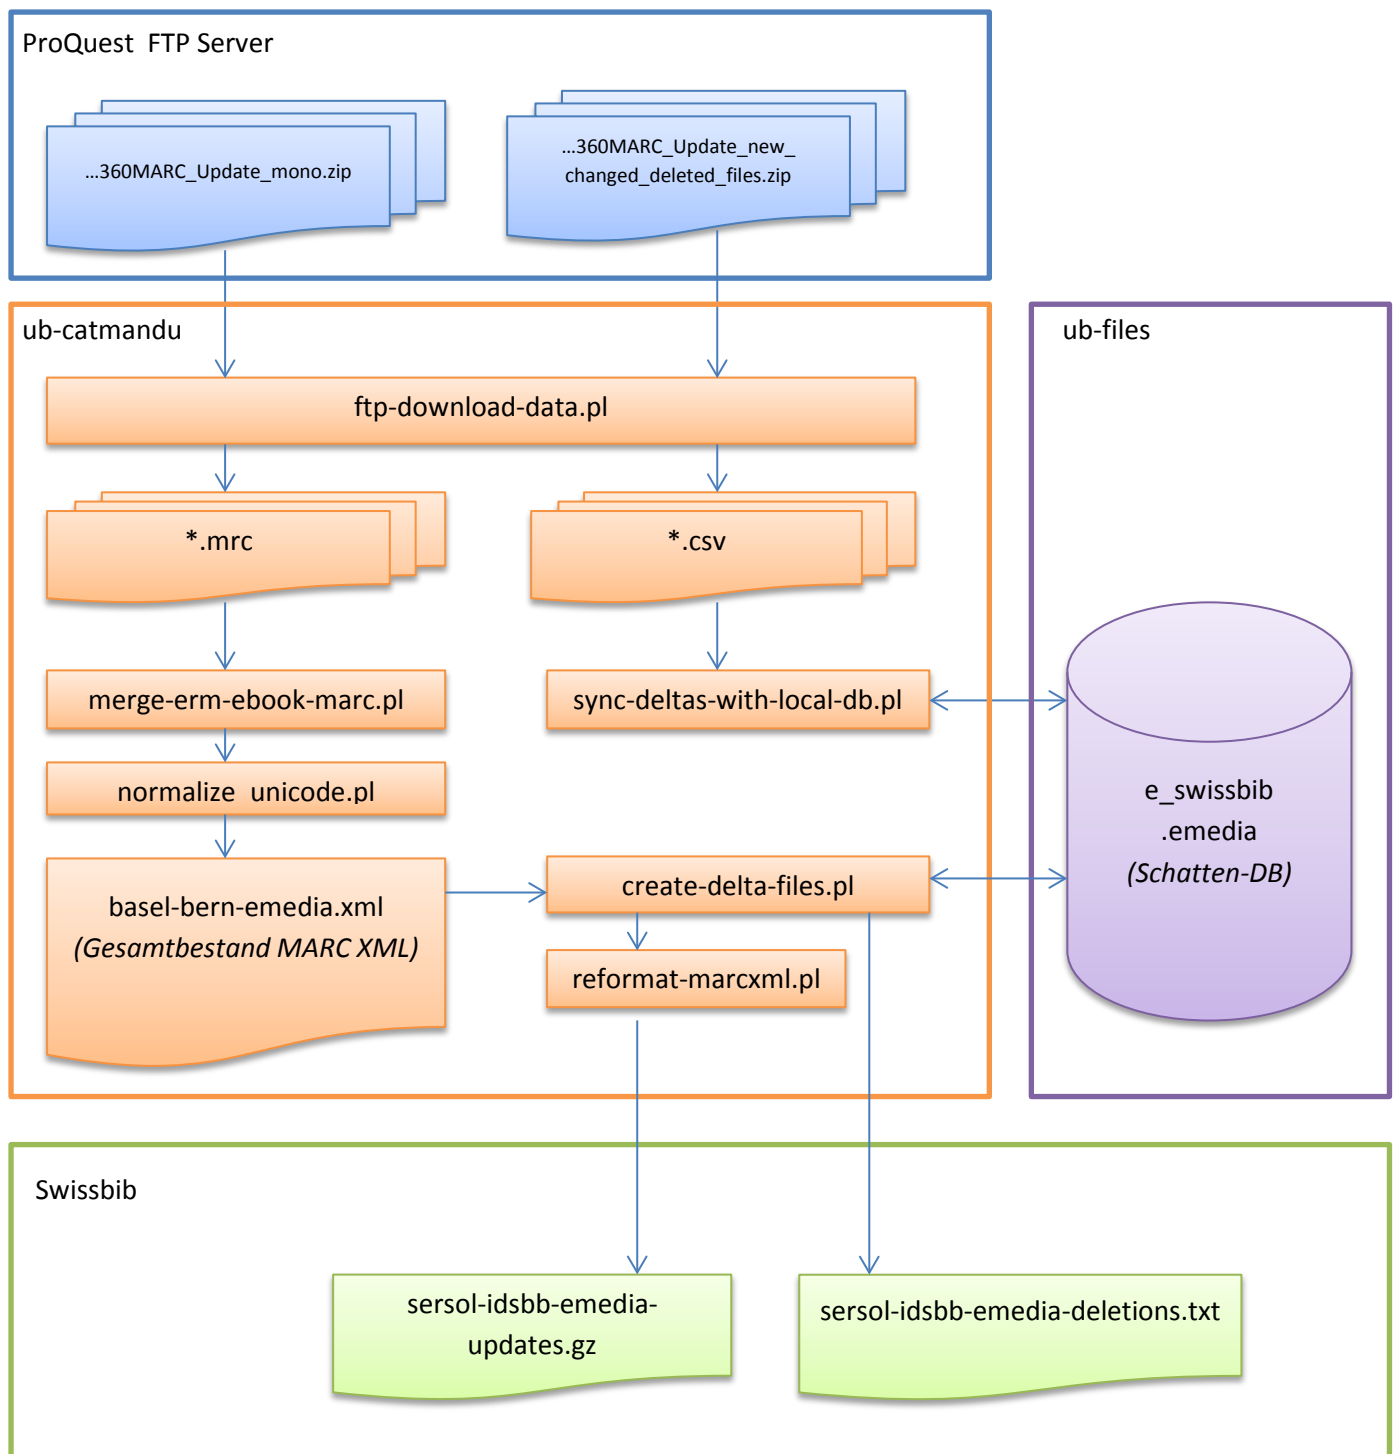 ProQuest  FTP Server
...360MARC_Update_mono.zip
...360MARC_Update_new_
changed_deleted_files.zip
ub-catmandu
ub-files
ftp-download-data.pl
*.mrc
*.csv
merge-erm-ebook-marc.pl
sync-deltas-with-local-db.pl
normalize_unicode.pl
e_swissbib
.emedia
(Schatten-DB)
basel-bern-emedia.xml
(Gesamtbestand MARC XML)
create-delta-files.pl
reformat-marcxml.pl
Swissbib
sersol-idsbb-emedia-
updates.gz
sersol-idsbb-emedia-deletions.txt